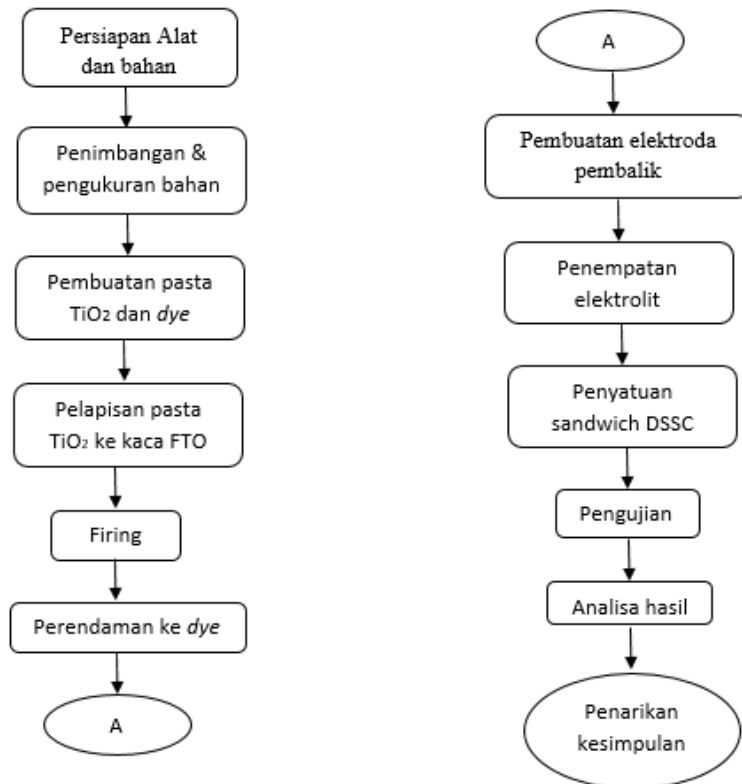 Persiapan Alat
dan bahan
Penimbangan &
pengukuran bahan
Pembuatan pasta
TiO₂ dan dye
Pelapisan pasta
TiO₂ ke kaca FTO
Firing
Perendaman ke dye
A
A
Pembuatan elektroda
pembalik
Penempatan
elektrolit
Penyatuan
sandwich DSSC
Pengujian
Analisa hasil
Penarikan
kesimpulan